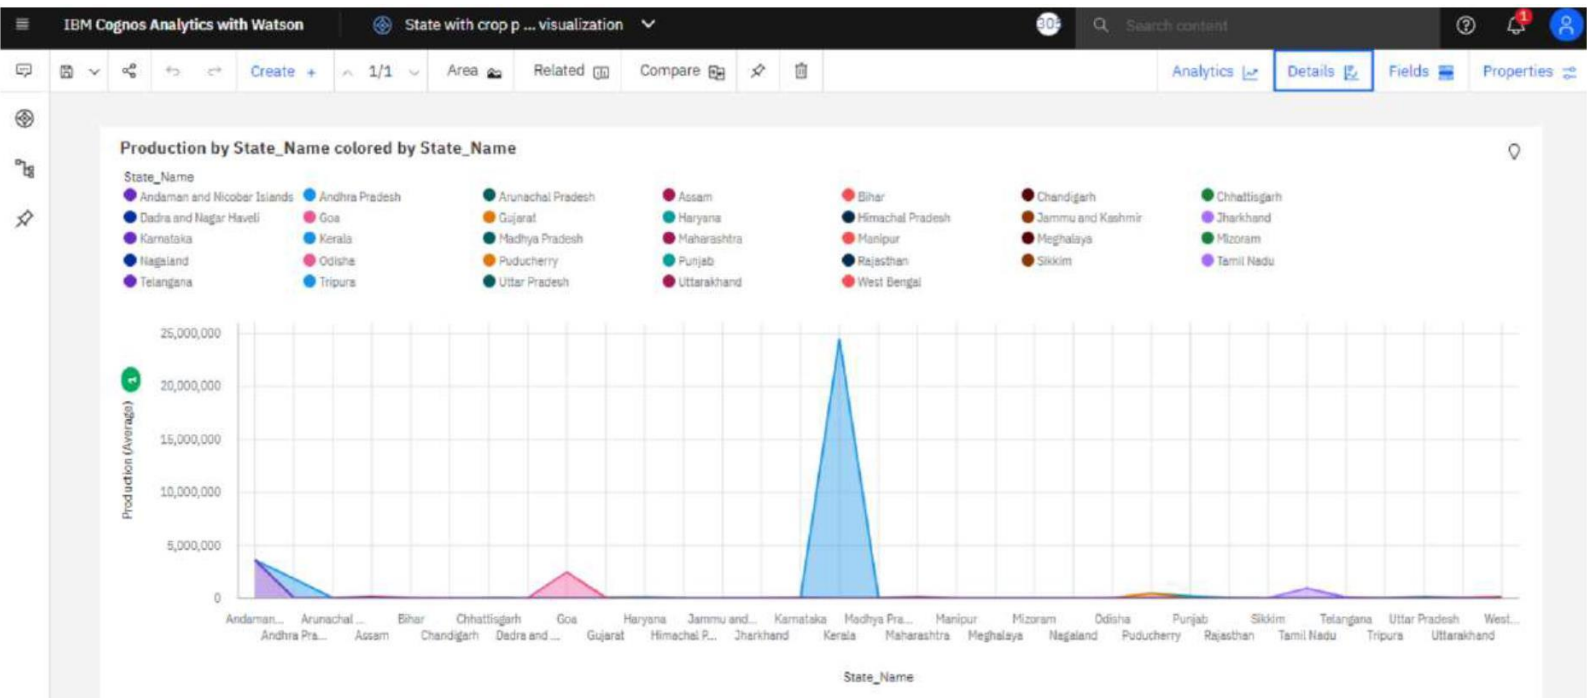 IBM Cognos Analytics with Watson State with crop p ... visualization Search content 1
Create + 1/1 Area Related Compare Analytics Details Fields Properties
Production by State_Name colored by State_Name
State_Name
Andaman and Nicobar Islands Andhra Pradesh Arunachal Pradesh Assam Bihar Chandigarh Chhattisgarh
Dadra and Nagar Haveli Goa Gujarat Haryana Himachal Pradesh Jammu and Kashmir Jharkhand
Karnataka Kerala Madhya Pradesh Maharashtra Manipur Meghalaya Mizoram
Nagaland Odisha Puducherry Punjab Rajasthan Sikkim Tamil Nadu
Telangana Tripura Uttar Pradesh Uttarakhand West Bengal
25,000,000
20,000,000
15,000,000
10,000,000
5,000,000
0
Production (Average)
Andaman... Arunachal ... Bihar Chhattisgarh Goa Haryana Jammu and... Karnataka Madhya Pra... Manipur Mizoram Odisha Punjab Sikkim Telangana Uttar Pradesh West...
Andhra Pra... Assam Chandigarh Dadra and ... Gujarat Himachal P... Jharkhand Kerala Maharashtra Meghalaya Nagaland Puducherry Rajasthan Tamil Nadu Tripura Uttarakhand
State_Name